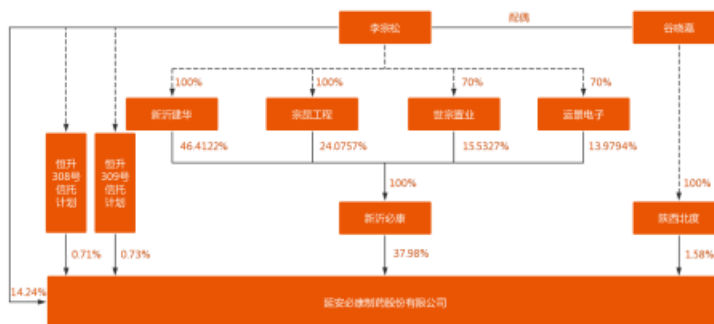 李宗松
配偶
谷晓嘉
100%
100%
70%
70%
新沂建华
宗昆工程
世宗置业
运景电子
46.4122%
24.0757%
15.5327%
13.9794%
恒升
308号
信托
计划
恒升
309号
信托
计划
100%
100%
新沂必康
陕西北度
0.71%
0.73%
37.98%
1.58%
14.24%
延安必康制药股份有限公司